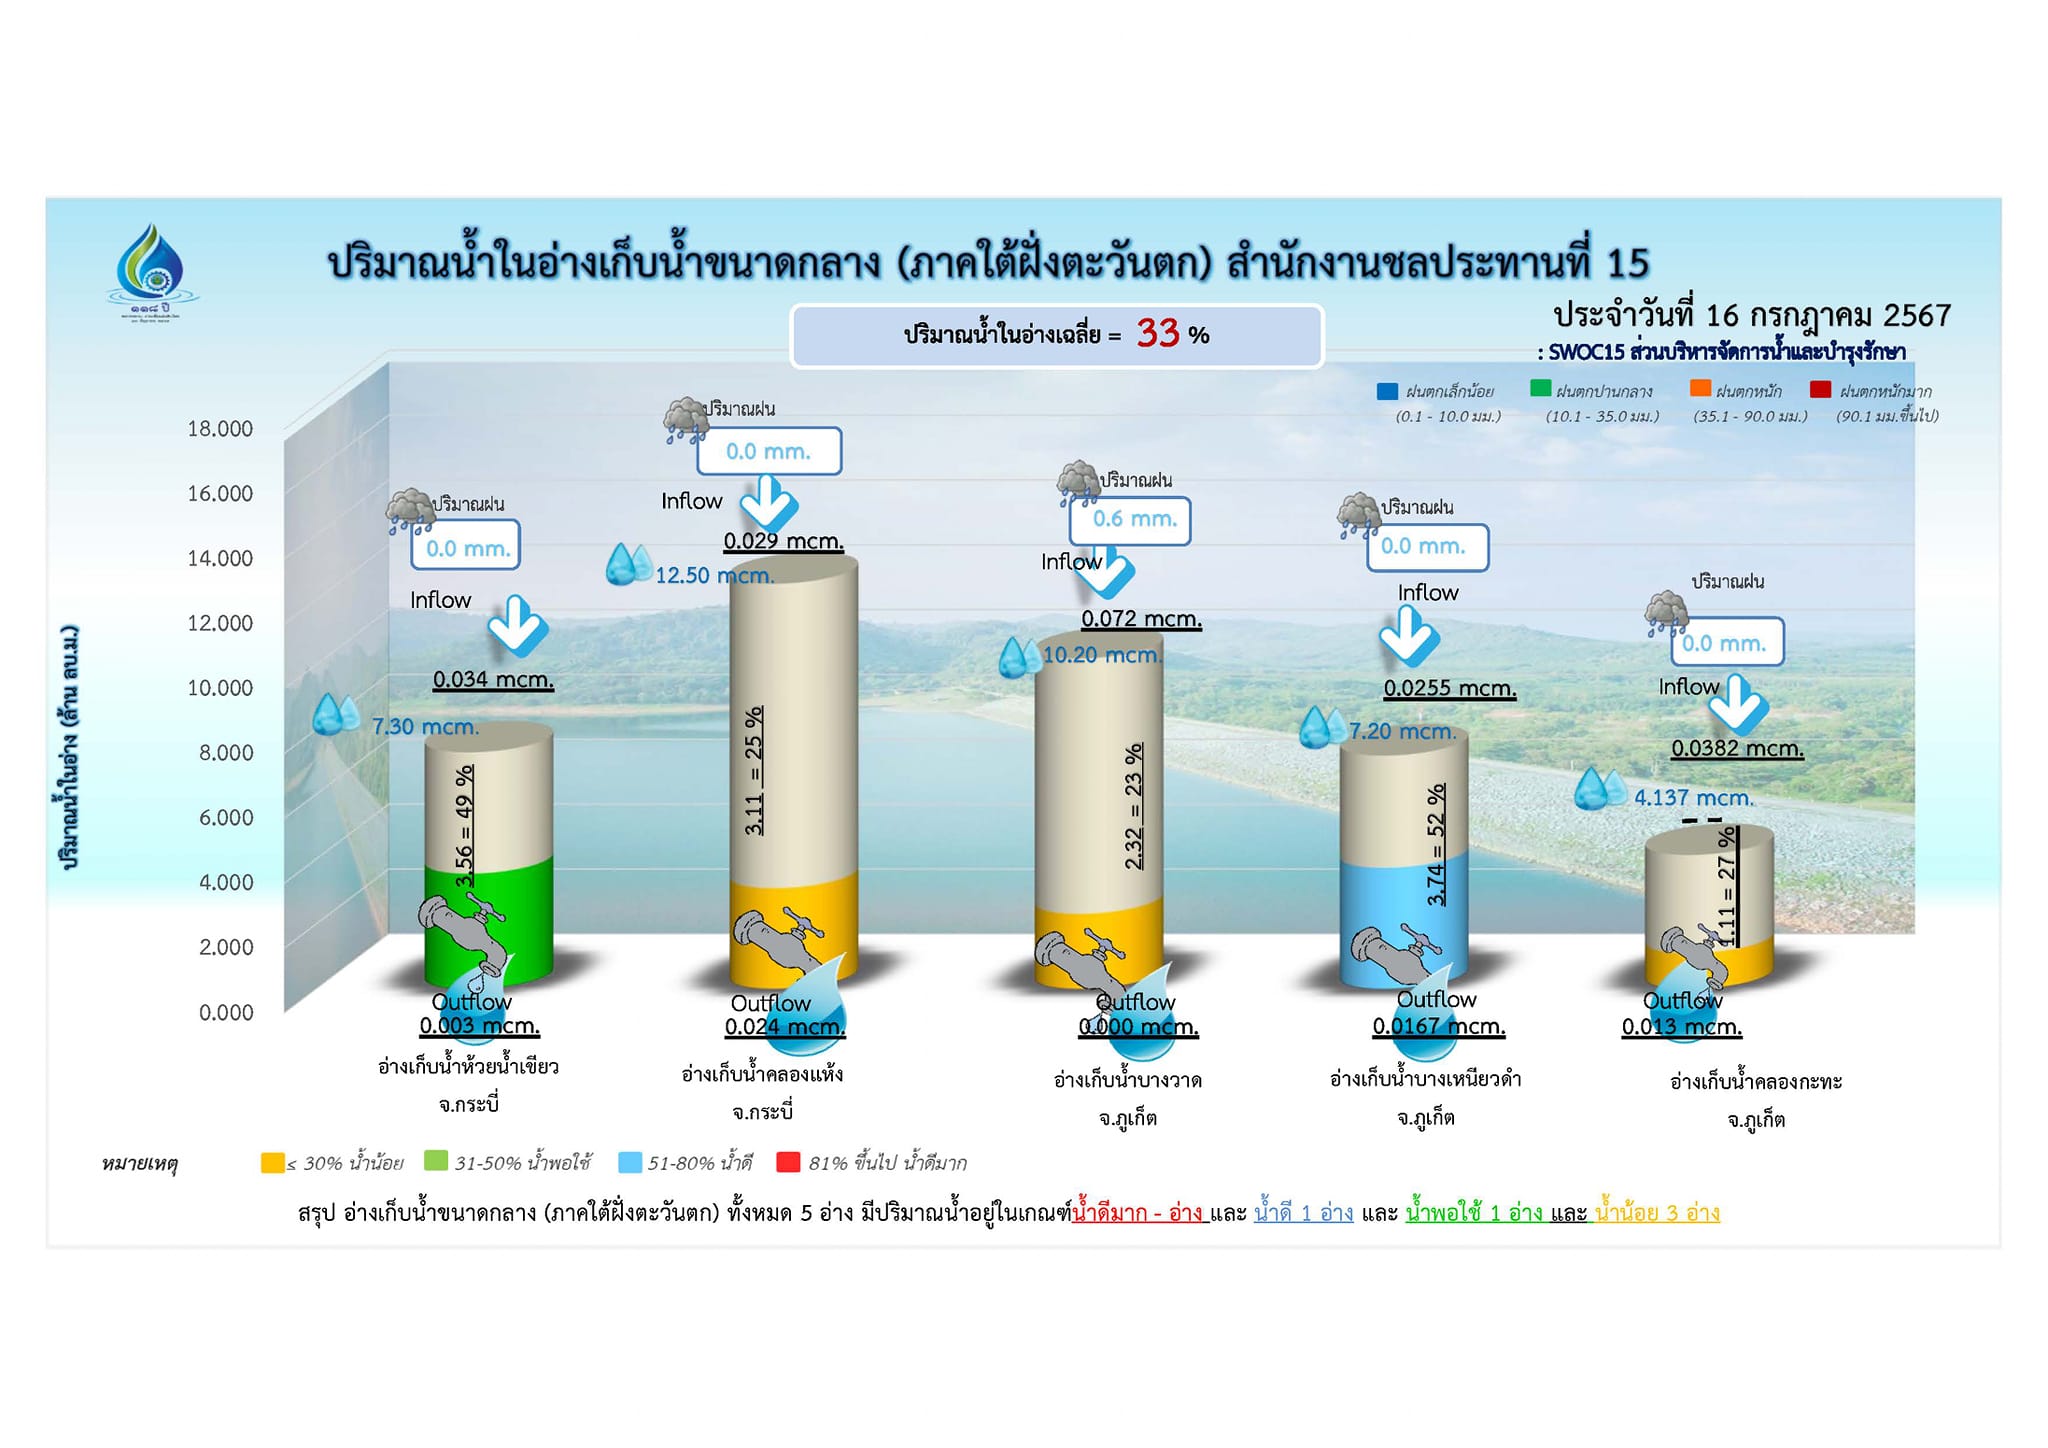 ปริมาณน้ำในอ่างเก็บน้ำขนาดกลาง (ภาคใต้ฝั่งตะวันตก) สำนักงานชลประทานที่ 15
๑๑๘ ปี
ประจำวันที่ 16 กรกฎาคม 2567
ปริมาณน้ำในอ่างเฉลี่ย = 33 %
: SWOC15 ส่วนบริหารจัดการน้ำและบำรุงรักษา
ฝนตกเล็กน้อย ฝนตกปานกลาง ฝนตกหนัก ฝนตกหนักมาก
(0.1 - 10.0 มม.) (10.1 - 35.0 มม.) (35.1 - 90.0 มม.) (90.1 มม.ขึ้นไป)
ปริมาณน้ำในอ่าง (ล้าน ลบ.ม.)
18.000
16.000
14.000
12.000
10.000
8.000
6.000
4.000
2.000
0.000
ปริมาณฝน
0.0 mm.
Inflow
0.034 mcm.
7.30 mcm.
3.56 = 49 %
Outflow
0.003 mcm.
อ่างเก็บน้ำห้วยน้ำเขียว
จ.กระบี่
ปริมาณฝน
0.0 mm.
Inflow
0.029 mcm.
12.50 mcm.
3.11 = 25 %
Outflow
0.024 mcm.
อ่างเก็บน้ำคลองแห้ง
จ.กระบี่
ปริมาณฝน
0.6 mm.
Inflow
0.072 mcm.
10.20 mcm.
2.32 = 23 %
Outflow
0.000 mcm.
อ่างเก็บน้ำบางวาด
จ.ภูเก็ต
ปริมาณฝน
0.0 mm.
Inflow
0.0255 mcm.
7.20 mcm.
3.74 = 52 %
Outflow
0.0167 mcm.
อ่างเก็บน้ำบางเหนียวดำ
จ.ภูเก็ต
ปริมาณฝน
0.0 mm.
Inflow
0.0382 mcm.
4.137 mcm.
1.11 = 27 %
Outflow
0.013 mcm.
อ่างเก็บน้ำคลองกะทะ
จ.ภูเก็ต
หมายเหตุ ≤ 30% น้ำน้อย 31-50% น้ำพอใช้ 51-80% น้ำดี 81% ขึ้นไป น้ำดีมาก
สรุป อ่างเก็บน้ำขนาดกลาง (ภาคใต้ฝั่งตะวันตก) ทั้งหมด 5 อ่าง มีปริมาณน้ำอยู่ในเกณฑ์น้ำดีมาก - อ่าง และ น้ำดี 1 อ่าง และ น้ำพอใช้ 1 อ่าง และ น้ำน้อย 3 อ่าง